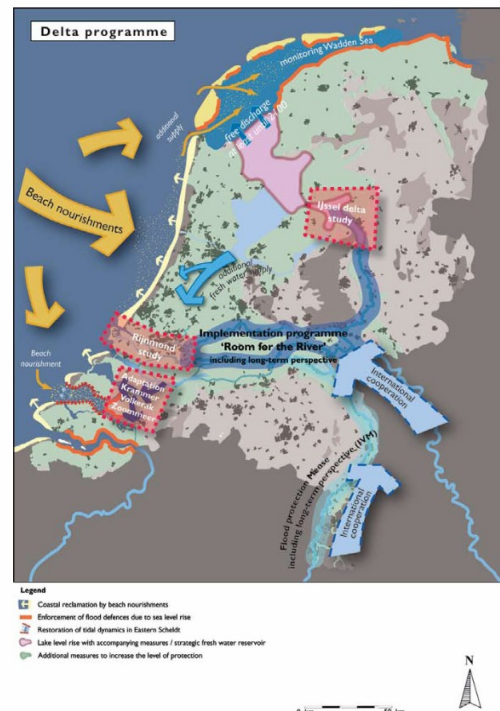 Delta programme
monitoring Wadden Sea
additional
supply
free discharge
Beach nourishments
IJssel delta
study
additional
fresh water supply
Implementation programme
'Room for the River'
including long-term perspective
Rijnmond
study
Beach
nourishment
Adaptation
Krammer
Volkerak
Zoommeer
International
cooperation
Flood protection Meuse
including long-term perspective (IVM)
International
cooperation
Legend
Coastal reclamation by beach nourishments
Enforcement of flood defences due to sea level rise
Restoration of tidal dynamics in Eastern Scheldt
Lake level rise with accompanying measures / strategic fresh water reservoir
Additional measures to increase the level of protection
N